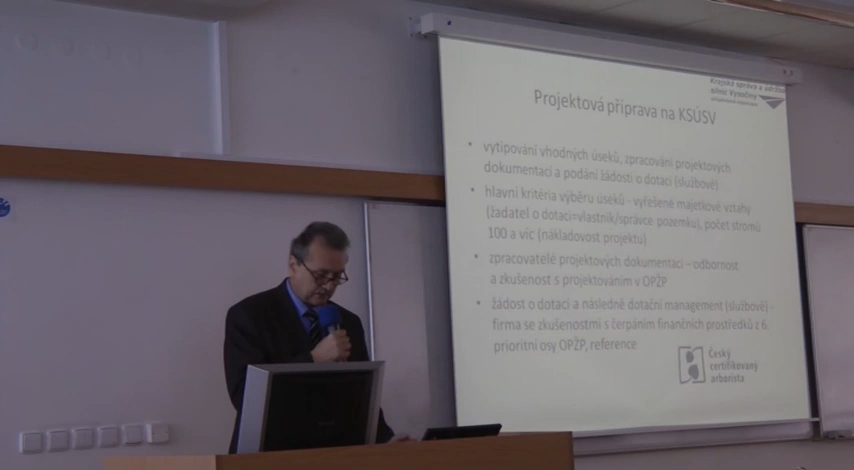 Krajská správa a údržba
silnic Vysočiny
Projektová příprava na KSÚSV
• vytipování vhodných úseků, zpracování projektových
dokumentací a podání žádosti o dotaci (službově)
• hlavní kritéria výběru úseků - vyřešené majetkové vztahy
(žadatel o dotaci=vlastník/správce pozemku), počet stromů
100 a víc (nákladovost projektu)
• zpracovatelé projektových dokumentací – odbornost
a zkušenost s projektováním v OPŽP
• žádost o dotaci a následně dotační management (službově) -
firma se zkušenostmi s čerpáním finančních prostředků z 6.
prioritní osy OPŽP, reference
Český
certifikovaný
arborista